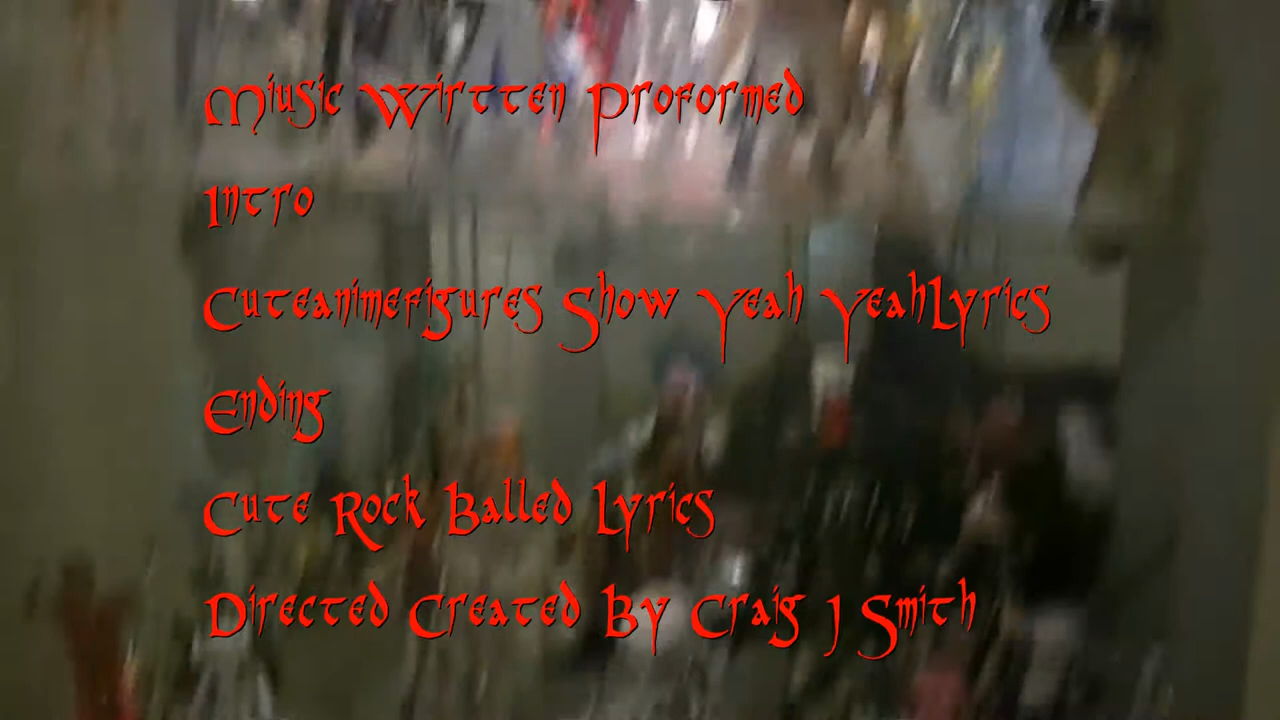 Miusic Wirtten Proformed
Intro
Cuteanimefigures Show Yeah YeahLyrics
Ending
Cute Rock Balled Lyrics
Directed Created By Craig J Smith